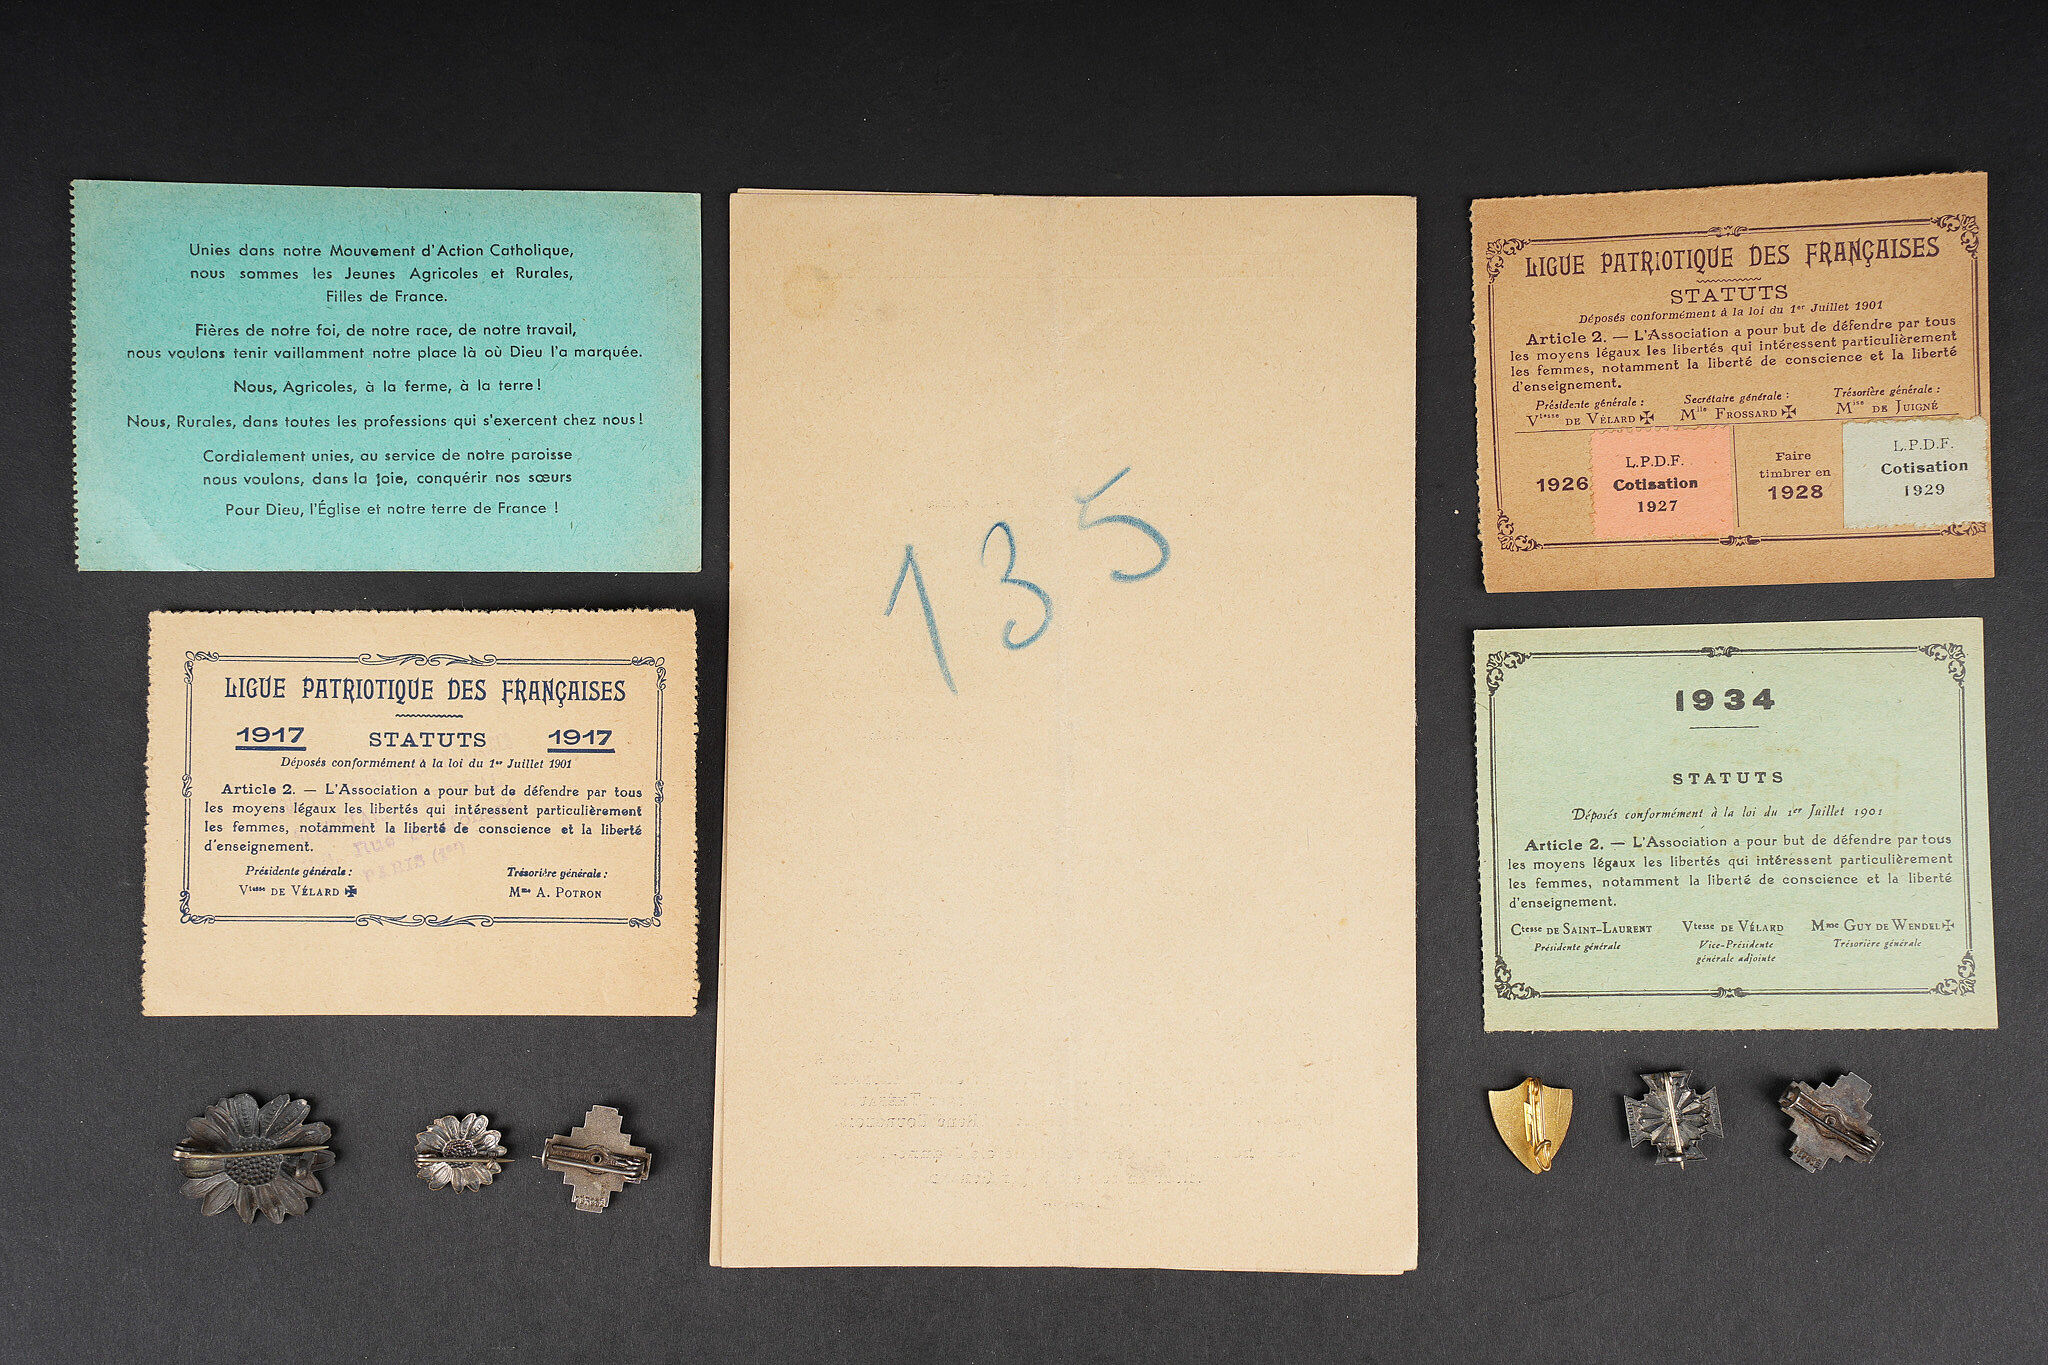 Unies dans notre Mouvement d'Action Catholique,
nous sommes les Jeunes Agricoles et Rurales,
Filles de France.
Fières de notre foi, de notre race, de notre travail,
nous voulons tenir vaillamment notre place là où Dieu l'a marquée.
Nous, Agricoles, à la ferme, à la terre !
Nous, Rurales, dans toutes les professions qui s'exercent chez nous !
Cordialement unies, au service de notre paroisse
nous voulons, dans la joie, conquérir nos sœurs
Pour Dieu, l'Église et notre terre de France !
LIGUE PATRIOTIQUE DES FRANÇAISES
1917 STATUTS 1917
Déposés conformément à la loi du 1er Juillet 1901
Article 2. — L'Association a pour but de défendre par tous
les moyens légaux les libertés qui intéressent particulièrement
les femmes, notamment la liberté de conscience et la liberté
d'enseignement.
Présidente générale : Trésorière générale :
Vtesse DE VÉLARD ✠ Mme A. POTRON
Rue
PARIS (1er)
135
LIGUE PATRIOTIQUE DES FRANÇAISES
STATUTS
Déposés conformément à la loi du 1er Juillet 1901
Article 2. — L'Association a pour but de défendre par tous
les moyens légaux les libertés qui intéressent particulièrement
les femmes, notamment la liberté de conscience et la liberté
d'enseignement.
Présidente générale : Secrétaire générale : Trésorière générale :
Vtesse DE VÉLARD ✠ Mlle FROSSARD ✠ Mise DE JUIGNÉ
1926
L.P.D.F.
Cotisation
1927
Faire
timbrer en
1928
L.P.D.F.
Cotisation
1929
1934
STATUTS
Déposés conformément à la loi du 1er Juillet 1901
Article 2. — L'Association a pour but de défendre par tous
les moyens légaux les libertés qui intéressent particulièrement
les femmes, notamment la liberté de conscience et la liberté
d'enseignement.
Ctesse DE SAINT-LAURENT Vtesse DE VÉLARD Mme GUY DE WENDEL ✠
Présidente générale Vice-Présidente Trésorière générale
générale adjointe